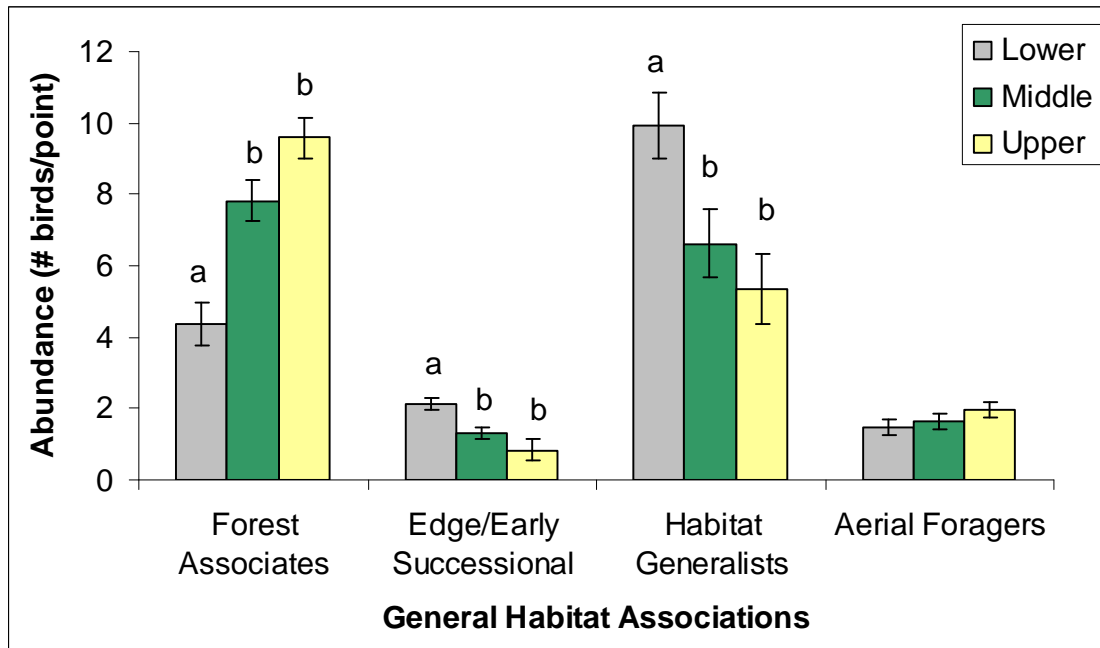 Abundance (# birds/point)
12
10
8
6
4
2
0
a
b
b
a
b
b
a
b
b
Lower
Middle
Upper
Forest
Associates
Edge/Early
Successional
Habitat
Generalists
Aerial Foragers
General Habitat Associations